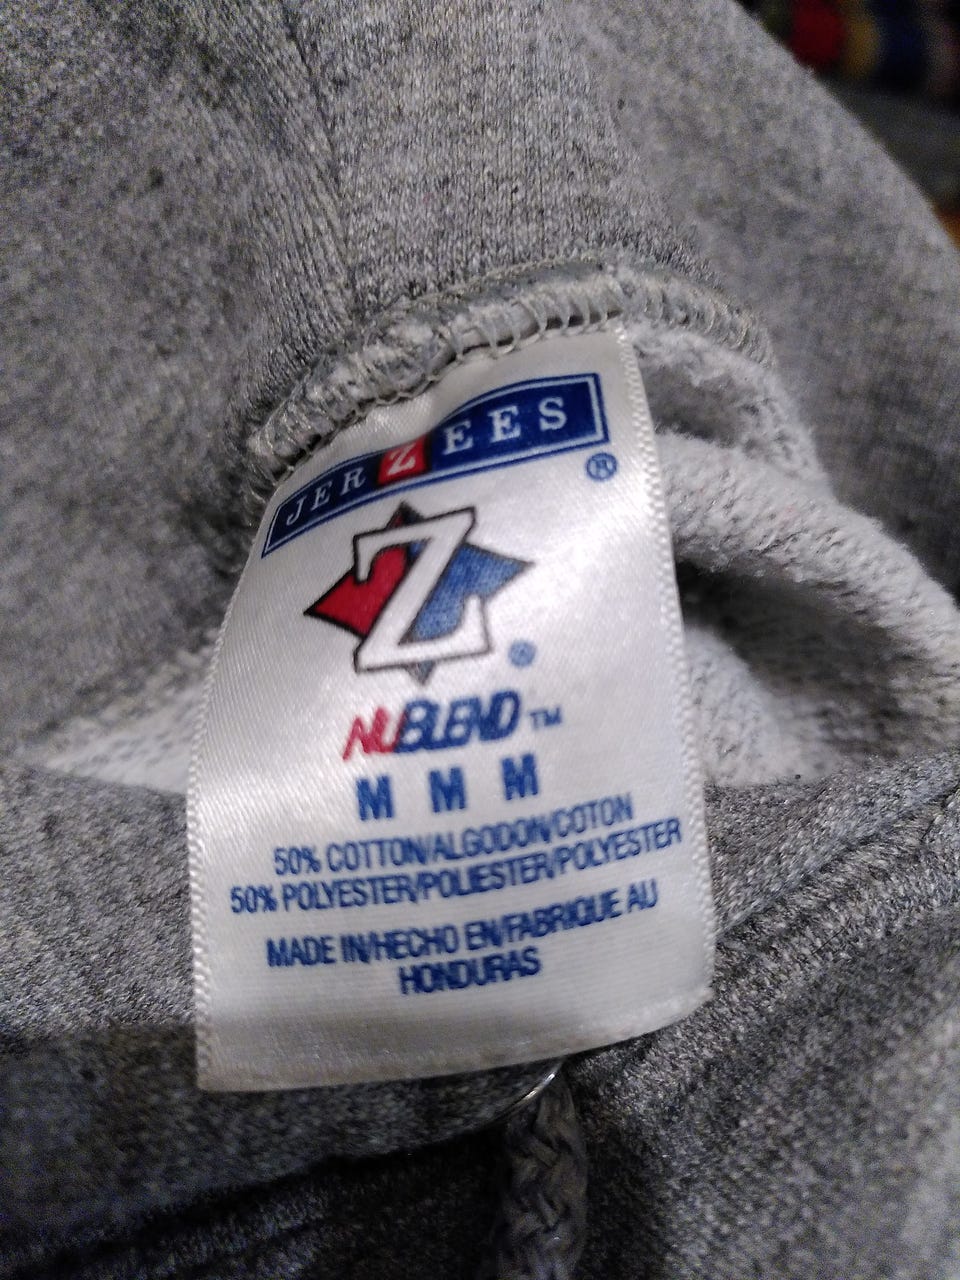 JERZEES
®
Z
®
NUBLEND™
M M M
50% COTTON/ALGODON/COTON
50% POLYESTER/POLIESTER/POLYESTER
MADE IN/HECHO EN/FABRIQUE AU
HONDURAS